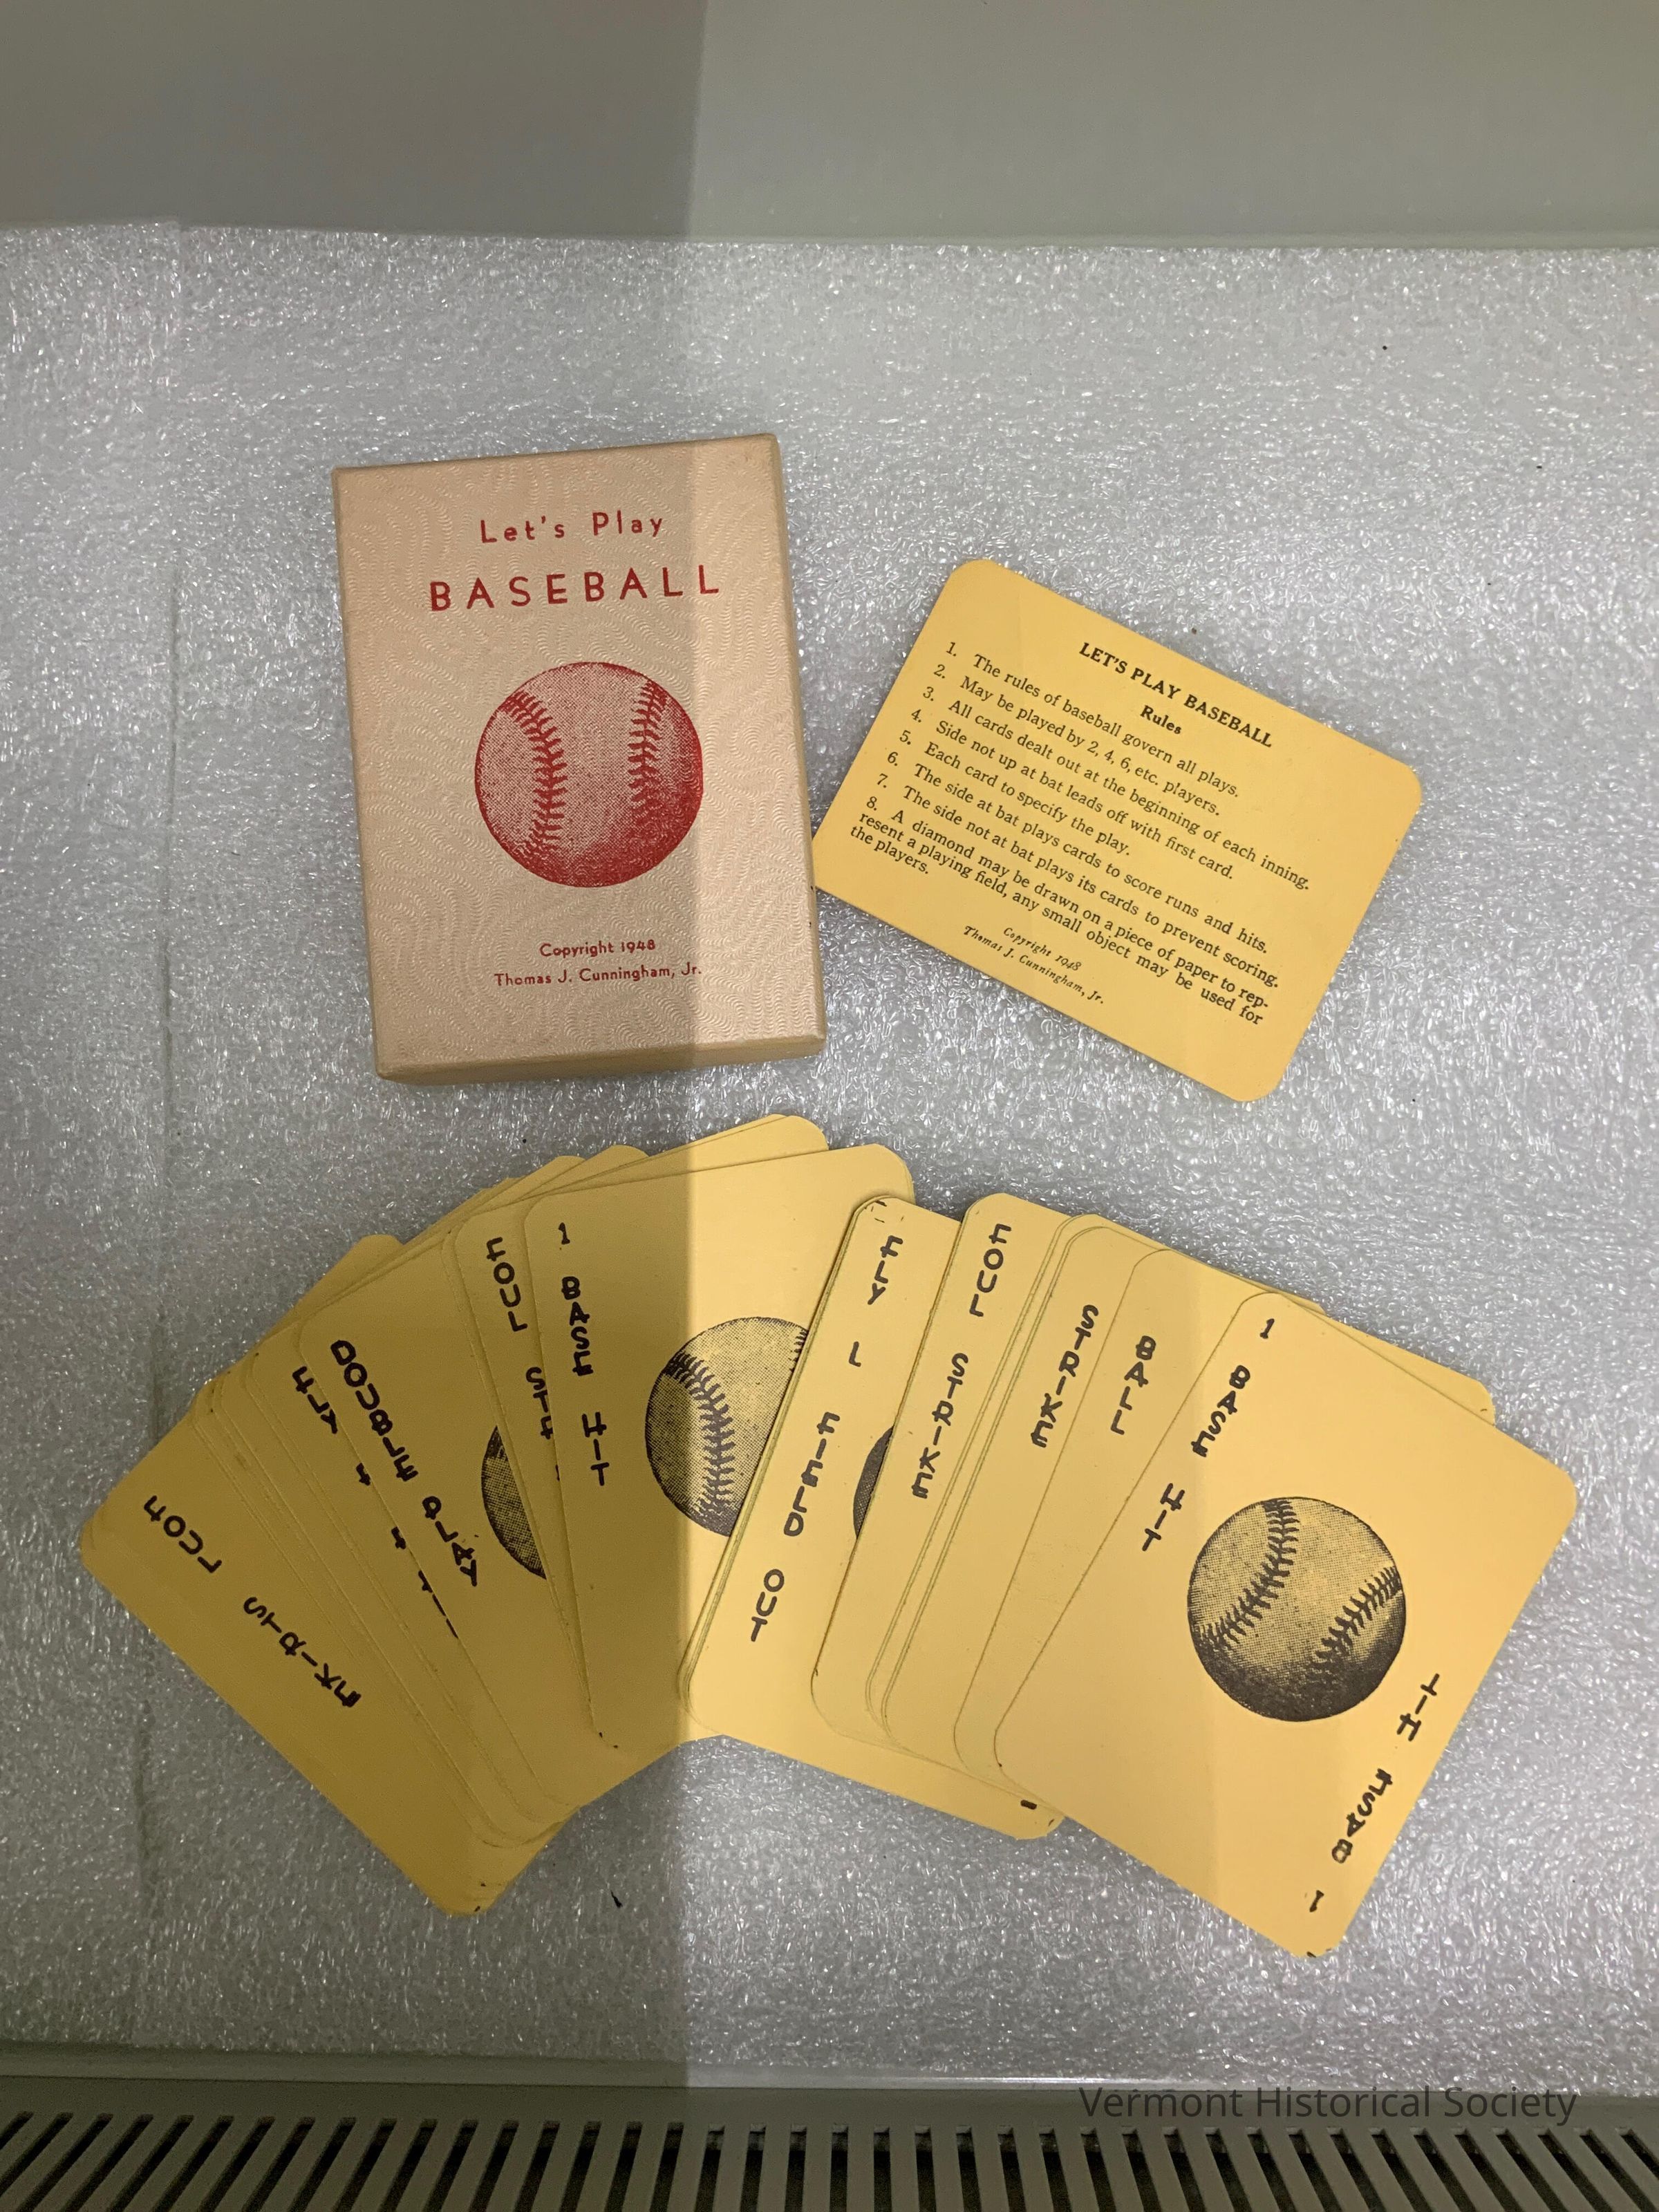 Let's Play
BASEBALL
Copyright 1948
Thomas J. Cunningham, Jr.
LET'S PLAY BASEBALL
Rules
1. The rules of baseball govern all plays.
2. May be played by 2, 4, 6, etc. players.
3. All cards dealt out at the beginning of each inning.
4. Side not up at bat leads off with first card.
5. Each card to specify the play.
6. The side at bat plays cards to score runs and hits.
7. The side not at bat plays its cards to prevent scoring.
8. A diamond may be drawn on a piece of paper to rep-
resent a playing field, any small object may be used for
the players.
Copyright 1948
Thomas J. Cunningham, Jr.
FOUL STRIKE
FLY
DOUBLE PLAY
FOUL
1 BASE HIT
FLY L FIELD OUT
FOUL STRIKE
STRIKE
BALL
1 BASE HIT
1 BASE HIT
Vermont Historical Society